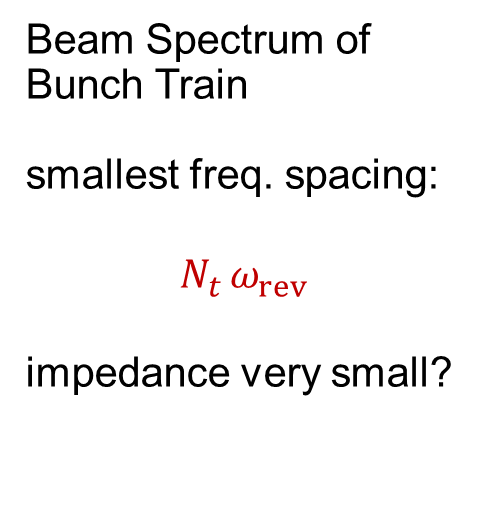 Beam Spectrum of
Bunch Train
smallest freq. spacing:
N_t ω_rev
impedance very small?